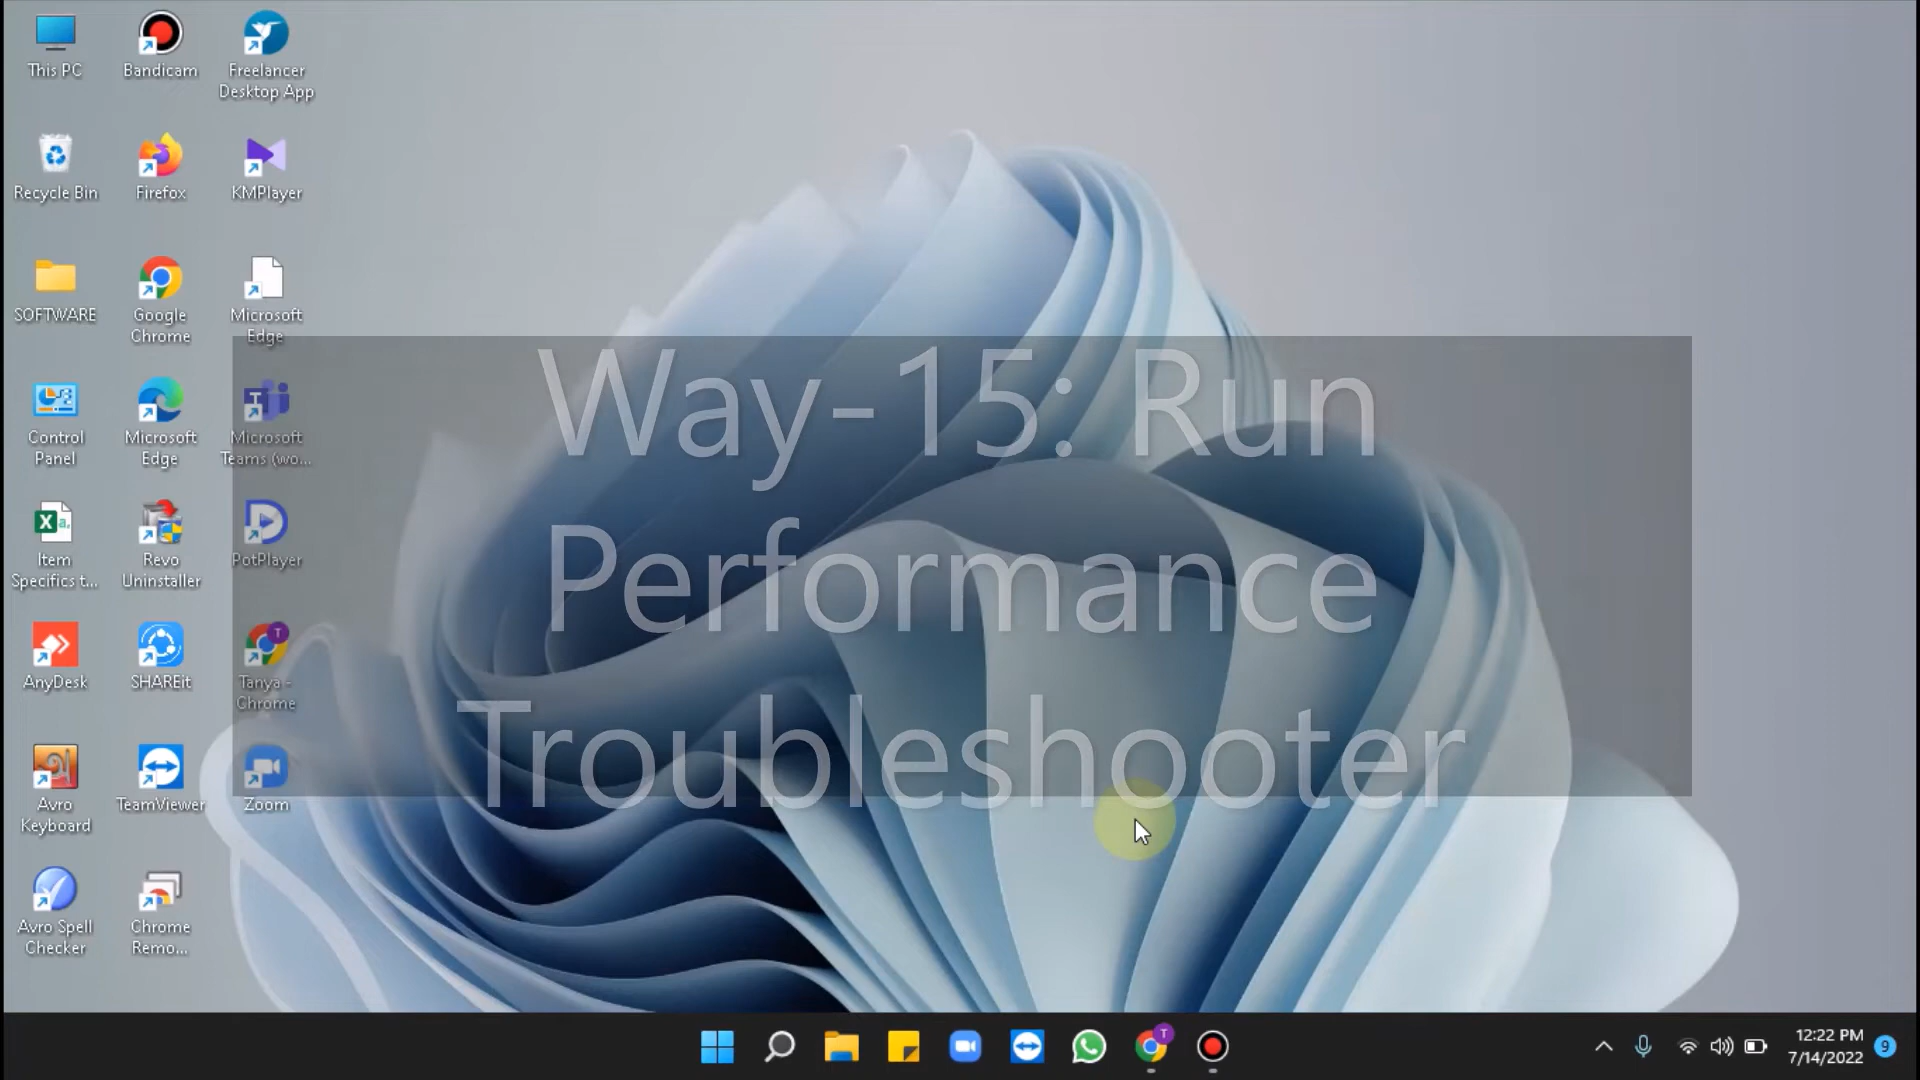 This PC
Bandicam
Freelancer
Desktop App
Recycle Bin
Firefox
KMPlayer
SOFTWARE
Google
Chrome
Microsoft
Edge
Control
Panel
Microsoft
Edge
Microsoft
Teams (wo...
Item
Specifics t...
Revo
Uninstaller
PotPlayer
AnyDesk
SHAREit
Tanya -
Chrome
Avro
Keyboard
TeamViewer
Zoom
Avro Spell
Checker
Chrome
Remo...
Way-15: Run
Performance
Troubleshooter
12:22 PM
7/14/2022
9